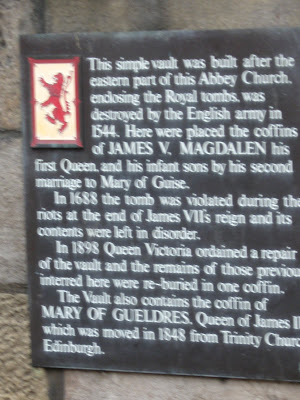 This simple vault was built after the
eastern part of this Abbey Church,
enclosing the Royal tombs, was
destroyed by the English army in
1544. Here were placed the coffins
of JAMES V. MAGDALEN his
first Queen, and his infant sons by his second
marriage to Mary of Guise.
In 1688 the tomb was violated during the
riots at the end of James VII's reign and its
contents were left in disorder.
In 1898 Queen Victoria ordained a repair
of the vault and the remains of those previou
interred here were re-buried in one coffin.
The Vault also contains the coffin of
MARY OF GUELDRES, Queen of James II
which was moved in 1848 from Trinity Churc
Edinburgh.